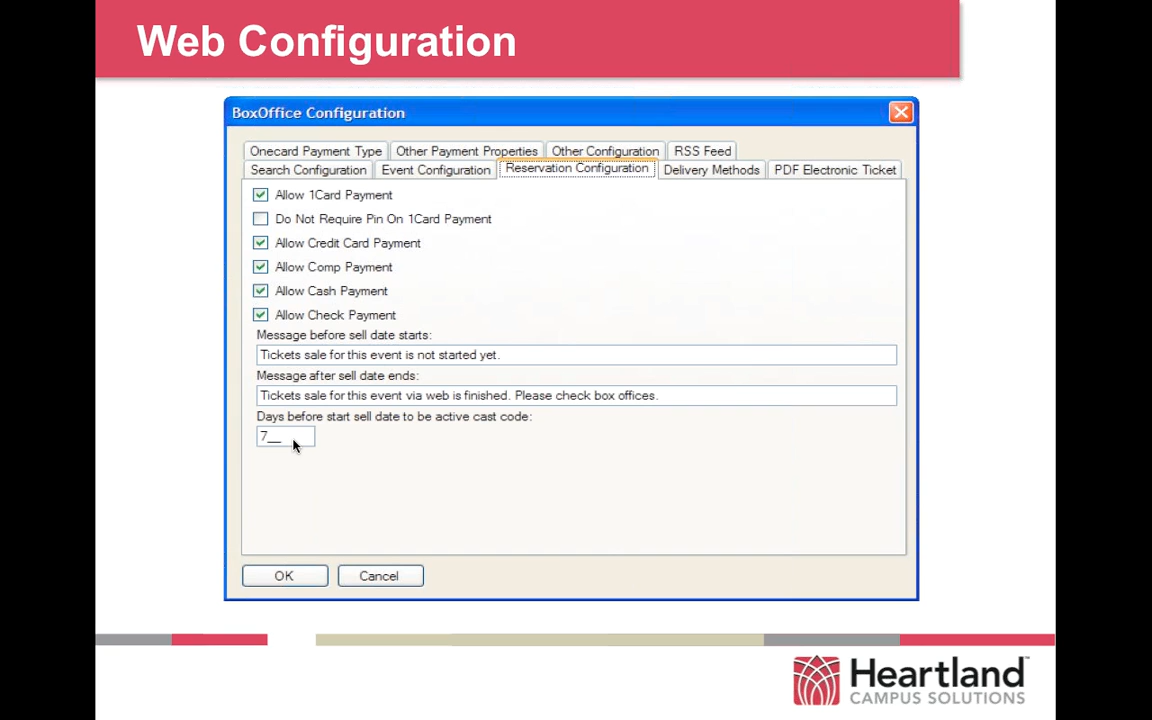 Web Configuration
BoxOffice Configuration
Onecard Payment Type Other Payment Properties Other Configuration RSS Feed
Search Configuration Event Configuration Reservation Configuration Delivery Methods PDF Electronic Ticket
Allow 1Card Payment
Do Not Require Pin On 1Card Payment
Allow Credit Card Payment
Allow Comp Payment
Allow Cash Payment
Allow Check Payment
Message before sell date starts:
Tickets sale for this event is not started yet.
Message after sell date ends:
Tickets sale for this event via web is finished. Please check box offices.
Days before start sell date to be active cast code:
7__
OK Cancel
Heartland™
CAMPUS SOLUTIONS